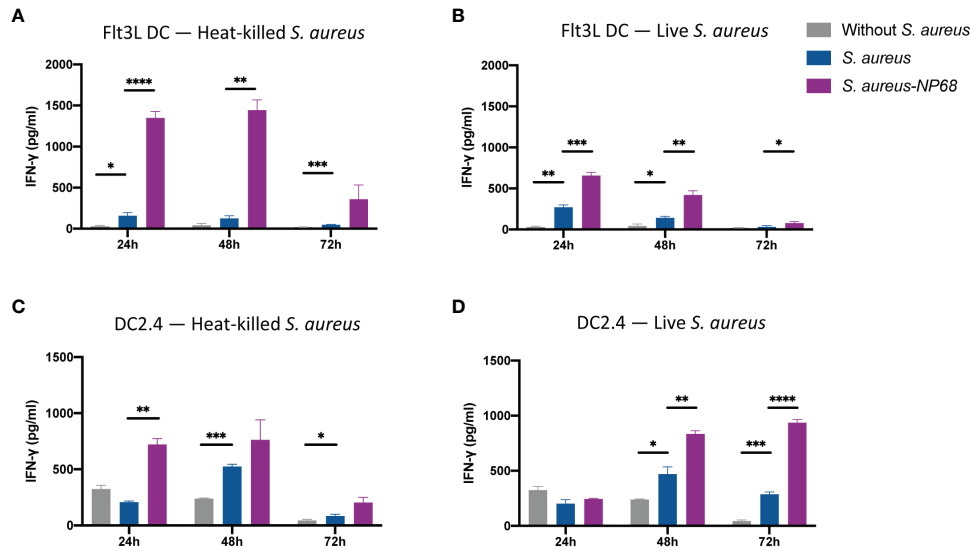 A
Flt3L DC — Heat-killed S. aureus
IFN-γ (pg/ml)
2000
1500
1000
500
0
*
****
**
***
24h
48h
72h
B
Flt3L DC — Live S. aureus
IFN-γ (pg/ml)
2000
1500
1000
500
0
**
***
*
**
*
24h
48h
72h
Without S. aureus
S. aureus
S. aureus-NP68
C
DC2.4 — Heat-killed S. aureus
IFN-γ (pg/ml)
1500
1000
500
0
**
***
*
24h
48h
72h
D
DC2.4 — Live S. aureus
IFN-γ (pg/ml)
1500
1000
500
0
*
**
***
****
24h
48h
72h